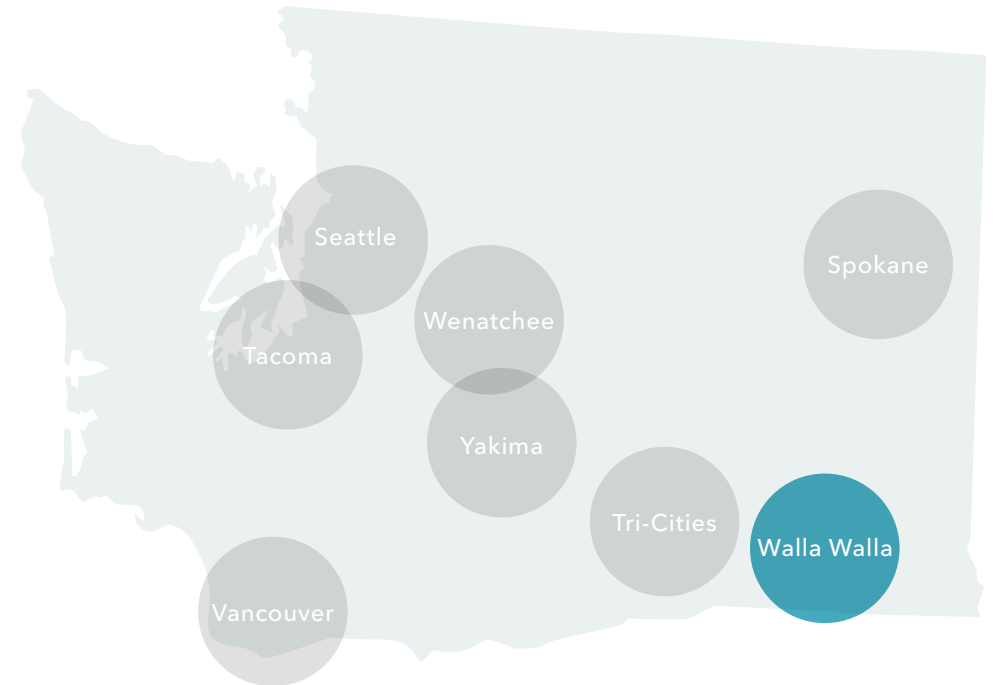 Seattle
Spokane
Wenatchee
Tacoma
Yakima
Tri-Cities
Walla Walla
Vancouver